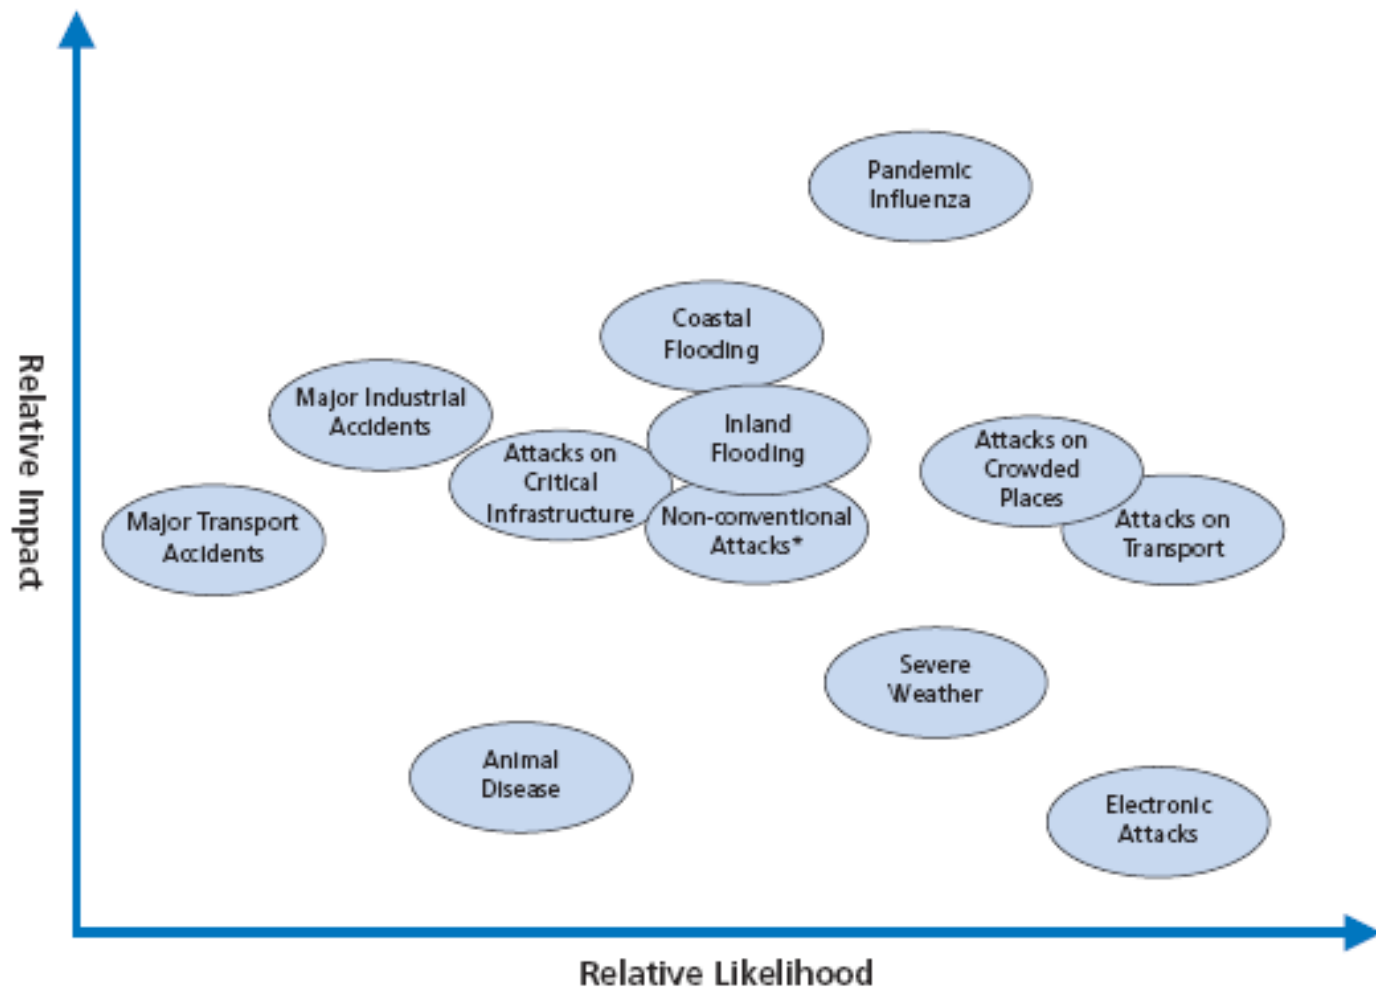 Pandemic
Influenza
Coastal
Flooding
Major Industrial
Accidents
Inland
Flooding
Attacks on
Critical
Infrastructure
Attacks on
Crowded
Places
Major Transport
Accidents
Non-conventional
Attacks*
Attacks on
Transport
Severe
Weather
Animal
Disease
Electronic
Attacks
Relative Impact
Relative Likelihood